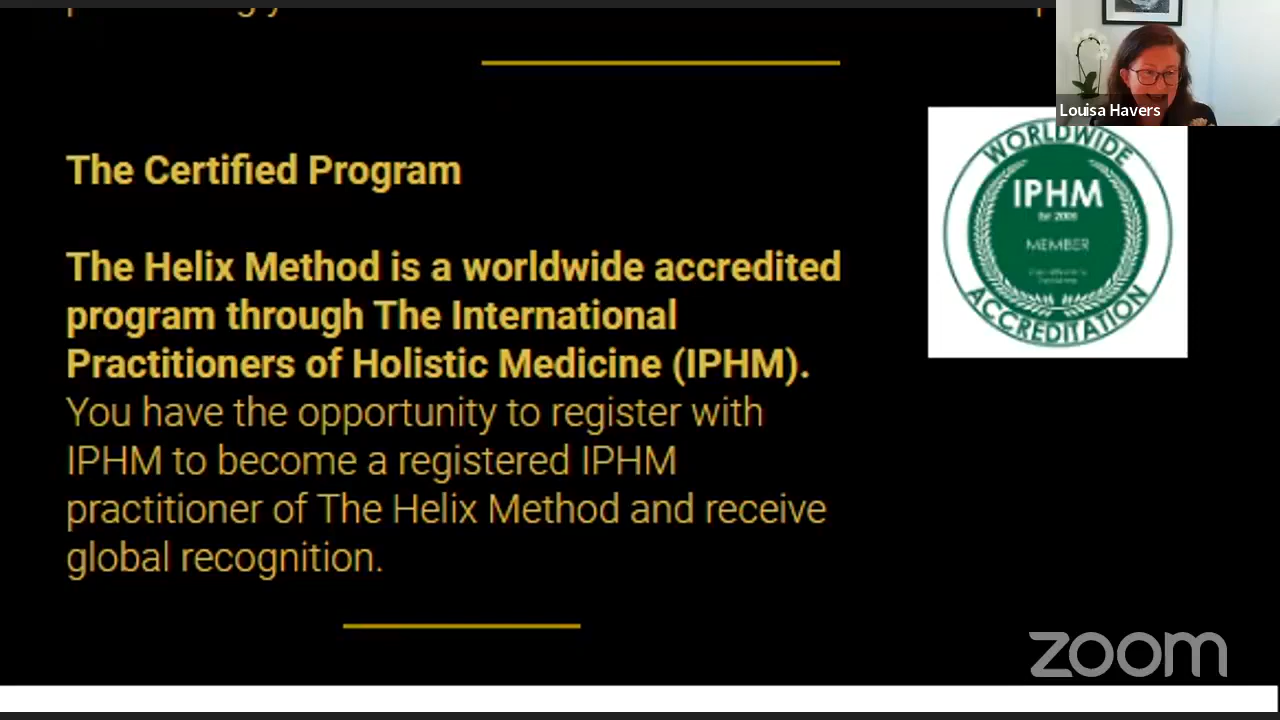 Louisa Havers
The Certified Program
The Helix Method is a worldwide accredited
program through The International
Practitioners of Holistic Medicine (IPHM).
You have the opportunity to register with
IPHM to become a registered IPHM
practitioner of The Helix Method and receive
global recognition.
WORLDWIDE
IPHM
MEMBER
ACCREDITATION
zoom